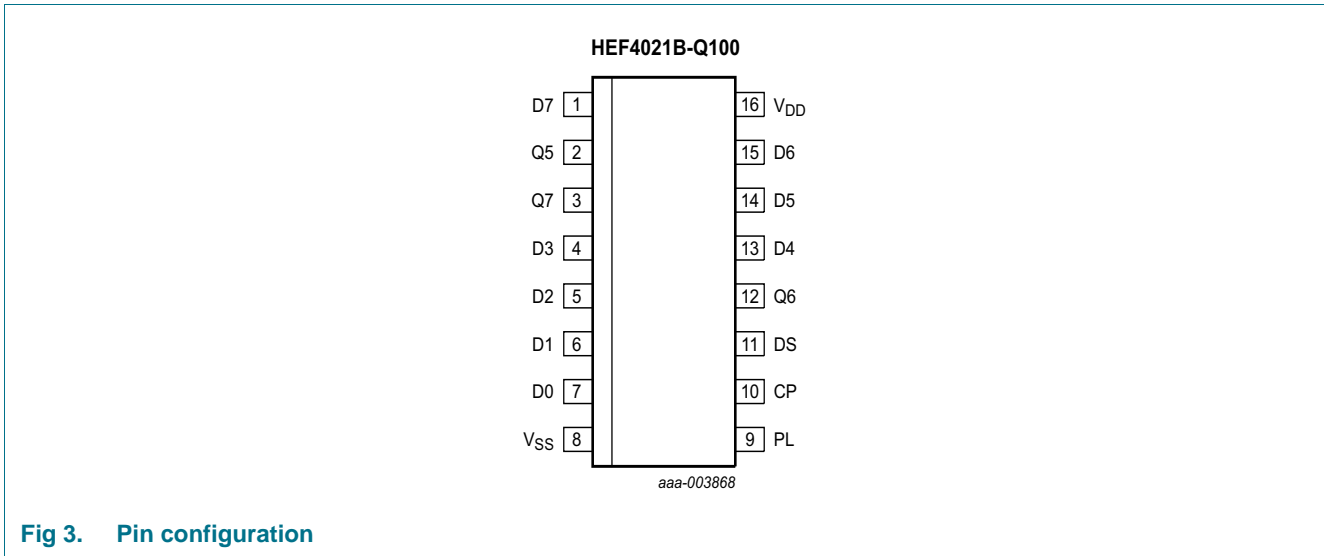 HEF4021B-Q100
D7 1 16 VDD
Q5 2 15 D6
Q7 3 14 D5
D3 4 13 D4
D2 5 12 Q6
D1 6 11 DS
D0 7 10 CP
VSS 8 9 PL
aaa-003868
Fig 3. Pin configuration